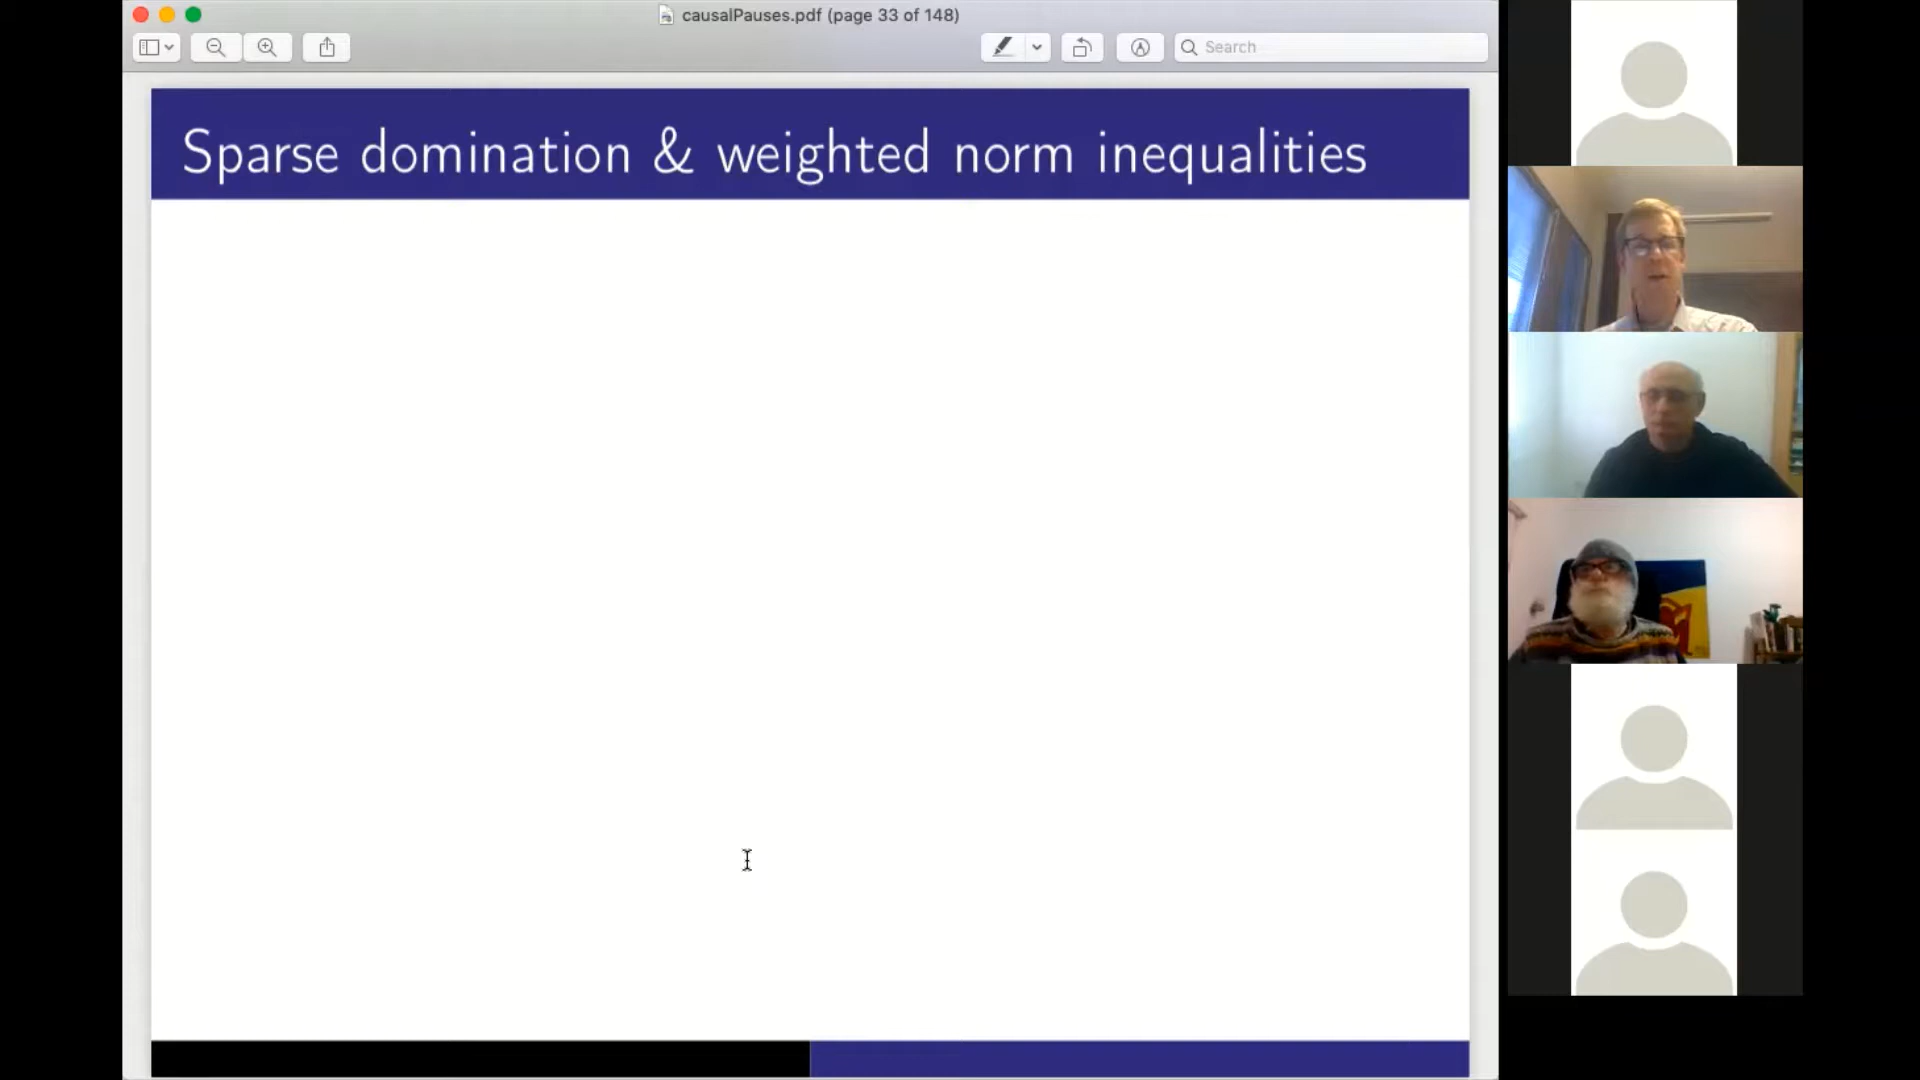 causalPauses.pdf (page 33 of 148)
Search
Sparse domination & weighted norm inequalities